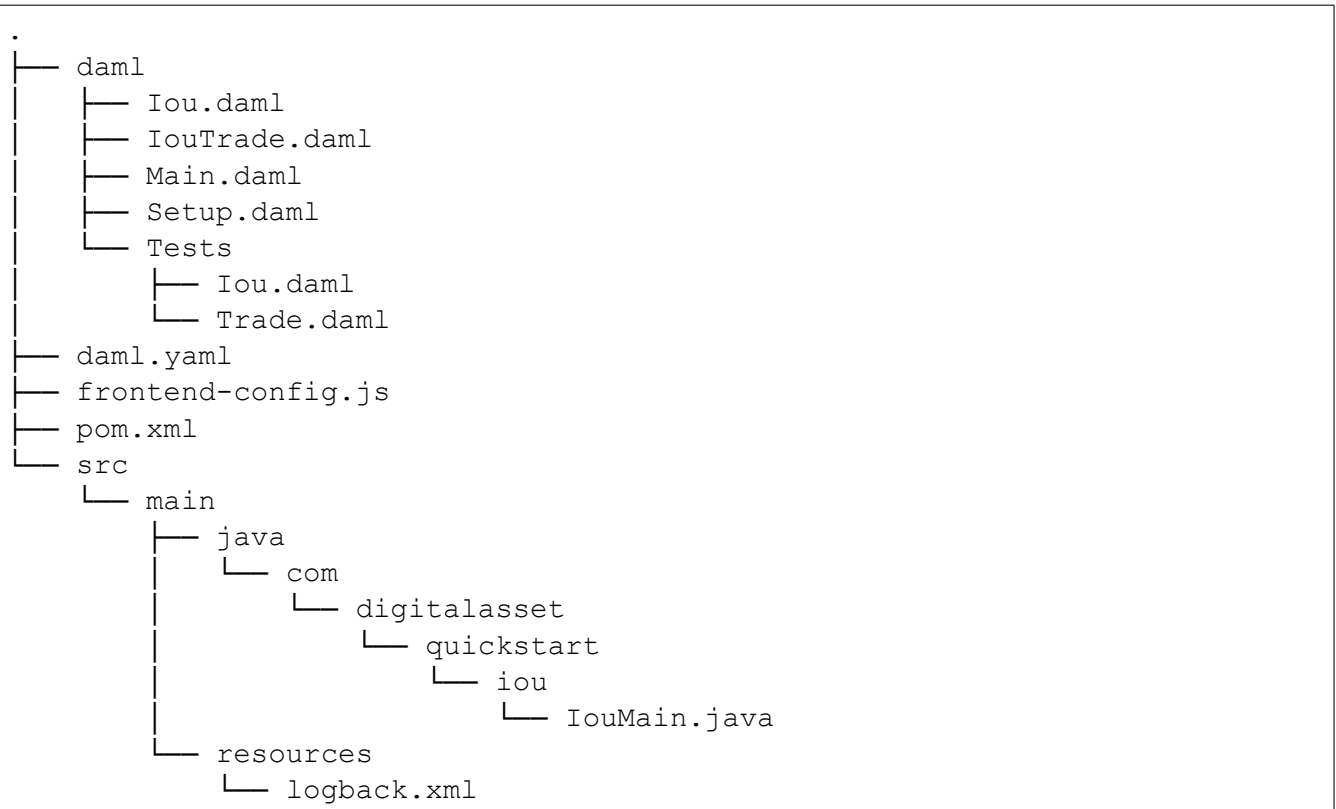 .
├── daml
│   ├── Iou.daml
│   ├── IouTrade.daml
│   ├── Main.daml
│   ├── Setup.daml
│   └── Tests
│       ├── Iou.daml
│       └── Trade.daml
├── daml.yaml
├── frontend-config.js
├── pom.xml
└── src
    └── main
        ├── java
        │   └── com
        │       └── digitalasset
        │           └── quickstart
        │               └── iou
        │                   └── IouMain.java
        └── resources
            └── logback.xml